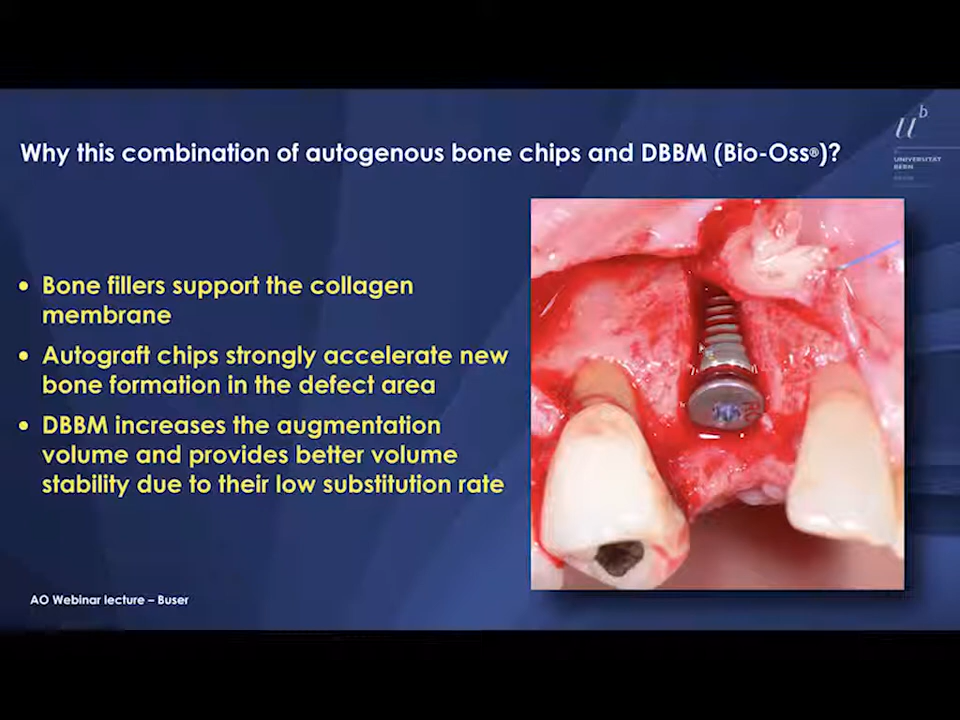 u
b
UNIVERSITÄT
BERN
Why this combination of autogenous bone chips and DBBM (Bio-Oss®)?
• Bone fillers support the collagen
membrane
• Autograft chips strongly accelerate new
bone formation in the defect area
• DBBM increases the augmentation
volume and provides better volume
stability due to their low substitution rate
AO Webinar lecture – Buser